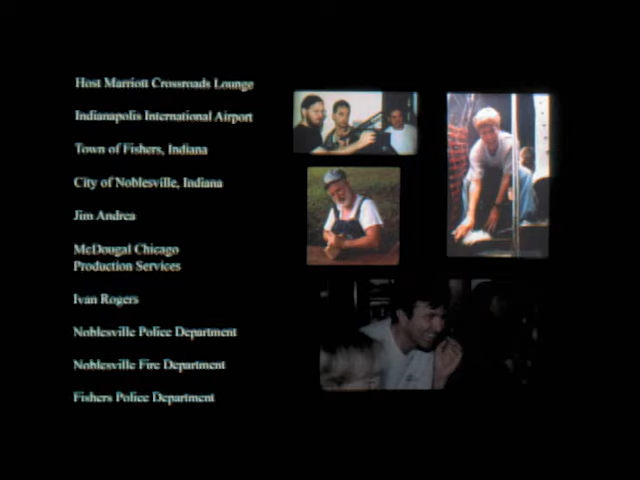 Host Marriott Crossroads Lounge
Indianapolis International Airport
Town of Fishers, Indiana
City of Noblesville, Indiana
Jim Andrea
McDougal Chicago
Production Services
Ivan Rogers
Noblesville Police Department
Noblesville Fire Department
Fishers Police Department